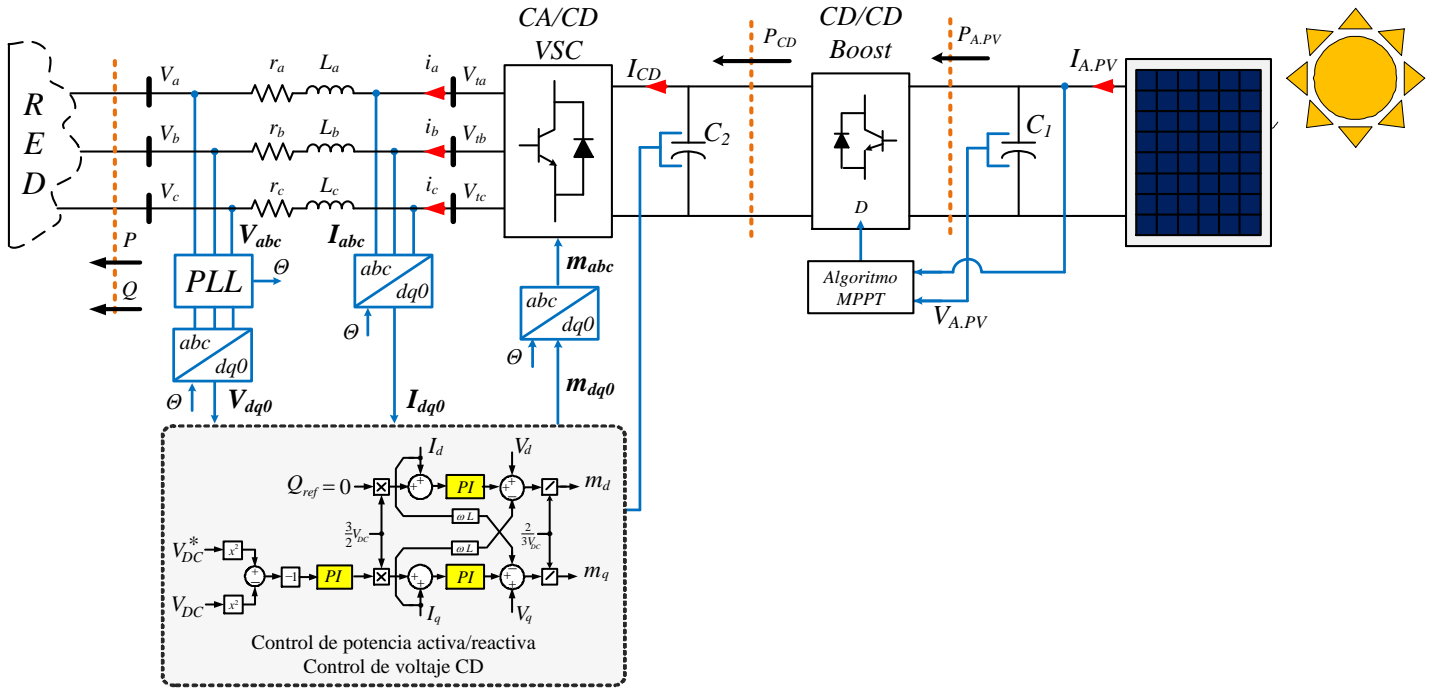 CA/CD
VSC
CD/CD
Boost
P_CD
P_A.PV
I_CD
I_A.PV
R
E
D
V_a
r_a
L_a
i_a
V_ta
V_b
r_b
L_b
i_b
V_tb
V_c
r_c
L_c
i_c
V_tc
C_2
C_1
D
P
Q
V_abc
I_abc
m_abc
PLL
Θ
abc
dq0
Θ
abc
dq0
Θ
abc
dq0
Θ
Algoritmo
MPPT
V_A.PV
V_dq0
I_dq0
m_dq0
I_d
V_d
Q_ref = 0
×
+
+
PI
+
+
−
m_d
ω L
3/2 V_DC
2/3V_DC
ω L
V_DC*
x²
+
−
−1
PI
×
+
+
PI
−
+
+
m_q
V_DC
x²
I_q
V_q
Control de potencia activa/reactiva
Control de voltaje CD